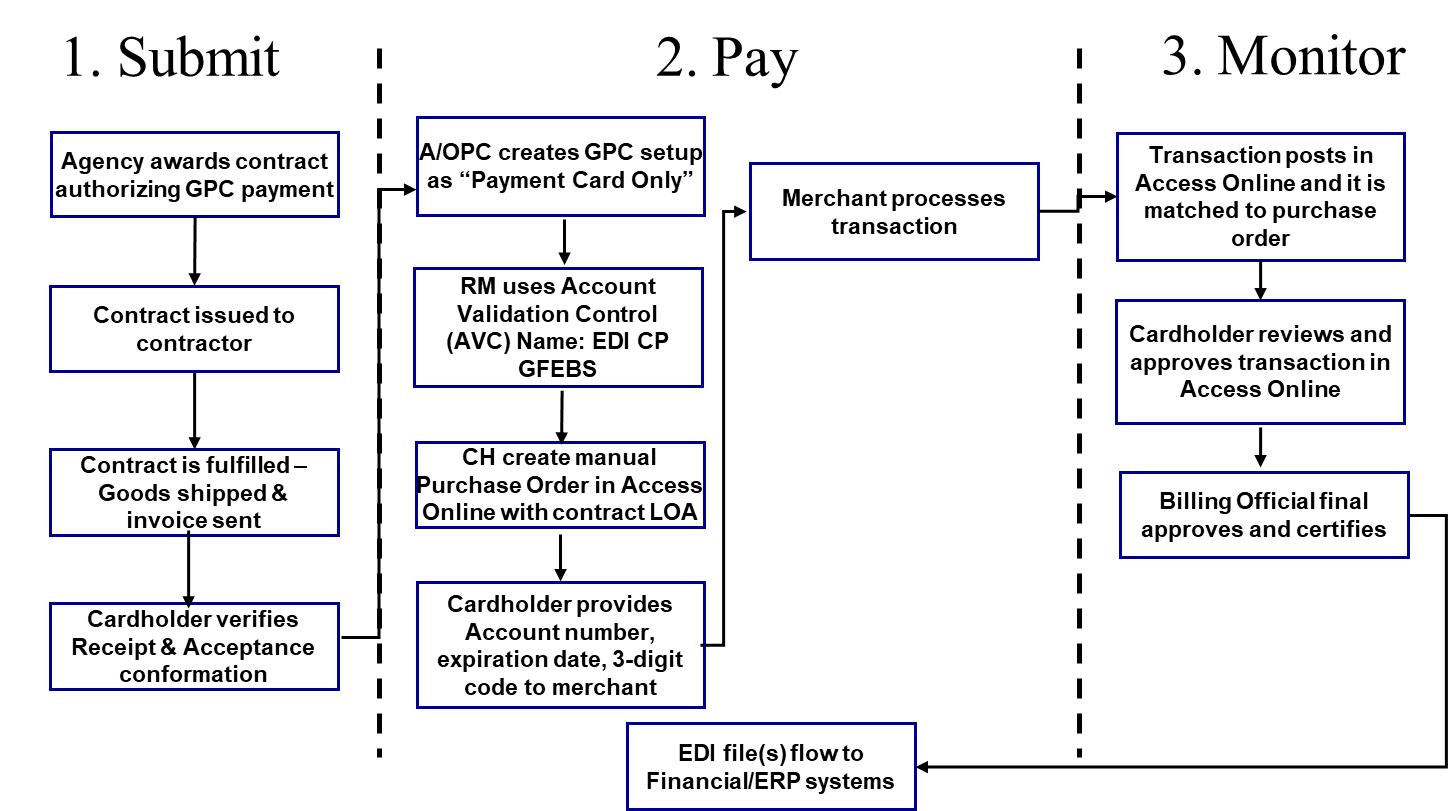 1. Submit
2. Pay
3. Monitor
Agency awards contract
authorizing GPC payment
Contract issued to
contractor
Contract is fulfilled –
Goods shipped &
invoice sent
Cardholder verifies
Receipt & Acceptance
conformation
A/OPC creates GPC setup
as “Payment Card Only”
RM uses Account
Validation Control
(AVC) Name: EDI CP
GFEBS
CH create manual
Purchase Order in Access
Online with contract LOA
Cardholder provides
Account number,
expiration date, 3-digit
code to merchant
Merchant processes
transaction
Transaction posts in
Access Online and it is
matched to purchase
order
Cardholder reviews and
approves transaction in
Access Online
Billing Official final
approves and certifies
EDI file(s) flow to
Financial/ERP systems